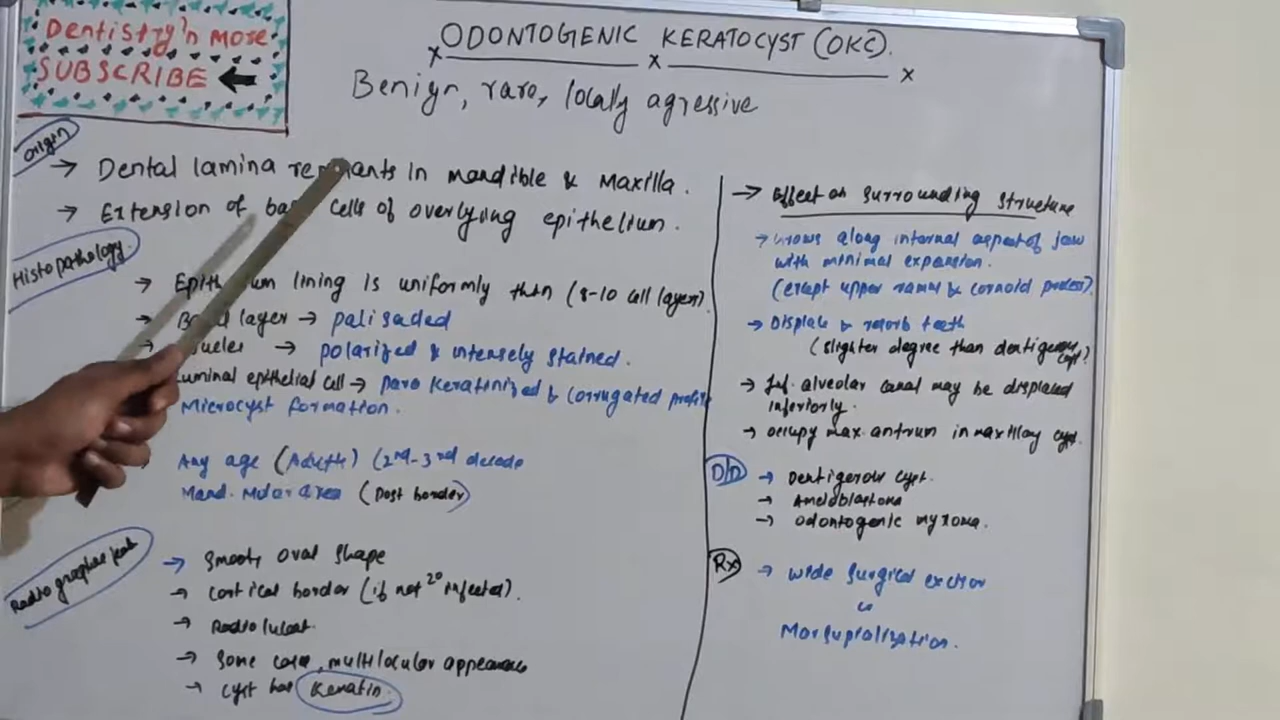 Dentistry'n more
SUBSCRIBE
ODONTOGENIC KERATOCYST (OKC).
Benign, rare, locally agressive
Origin
→ Dental lamina remnants in mandible & Maxilla.
→ Extension of basal cells of overlying epithelium.
Histopathology
→ Epithelium lining is uniformly thin (8-10 cell layer)
→ Basal layer → palisaded
→ polarized & intensely stained.
Luminal epithelial cell → para keratinized & corrugated profile
Microcyst formation.
Any age (Adults) (2nd-3rd decade
Mand. Molar area (post border)
Radiographic
→ Smooth, oval shape
→ cortical border (if not 2° infected).
→ Radiolucent.
→ Some case, multilocular appearance
→ Cyst has Keratin
→ Effect on Surrounding Structure
→ Grows along internal aspect of jaw
with minimal expansion.
(except upper ramus & coronoid process)
→ Displace & resorb teeth
(slighter degree than dentigerous cyst)
→ Inf. alveolar canal may be displaced
inferiorly.
→ occupy max. antrum in maxillary cyst.
D/D → Dentigerous cyst.
→ Ameloblastoma
→ odontogenic myxoma.
Rx → wide surgical excision
or
Marsupialization.